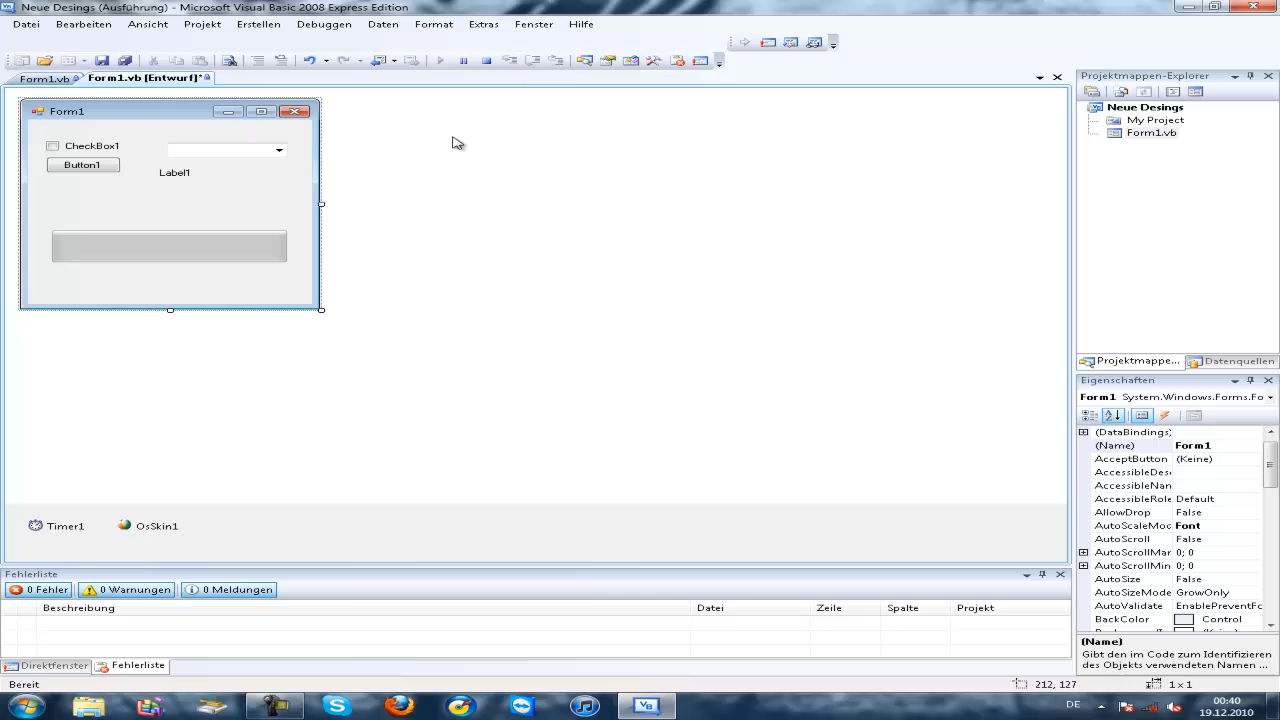 Neue Desings (Ausführung) - Microsoft Visual Basic 2008 Express Edition
Datei Bearbeiten Ansicht Projekt Erstellen Debuggen Daten Format Extras Fenster Hilfe
Form1.vb Form1.vb [Entwurf]*
Form1
CheckBox1
Button1
Label1
Timer1 OsSkin1
Fehlerliste
0 Fehler 0 Warnungen 0 Meldungen
Beschreibung Datei Zeile Spalte Projekt
Direktfenster Fehlerliste
Bereit 212, 127 1 x 1
Projektmappen-Explorer
Neue Desings
My Project
Form1.vb
Projektmappe... Datenquellen
Eigenschaften
Form1 System.Windows.Forms.Fo
(DataBindings)
(Name) Form1
AcceptButton (Keine)
AccessibleDes
AccessibleNan
AccessibleRole Default
AllowDrop False
AutoScaleMod Font
AutoScroll False
AutoScrollMar 0; 0
AutoScrollMin 0; 0
AutoSize False
AutoSizeMode GrowOnly
AutoValidate EnablePreventFo
BackColor Control
(Name)
Gibt den im Code zum Identifizieren
des Objekts verwendeten Namen ...
DE 00:40
19.12.2010